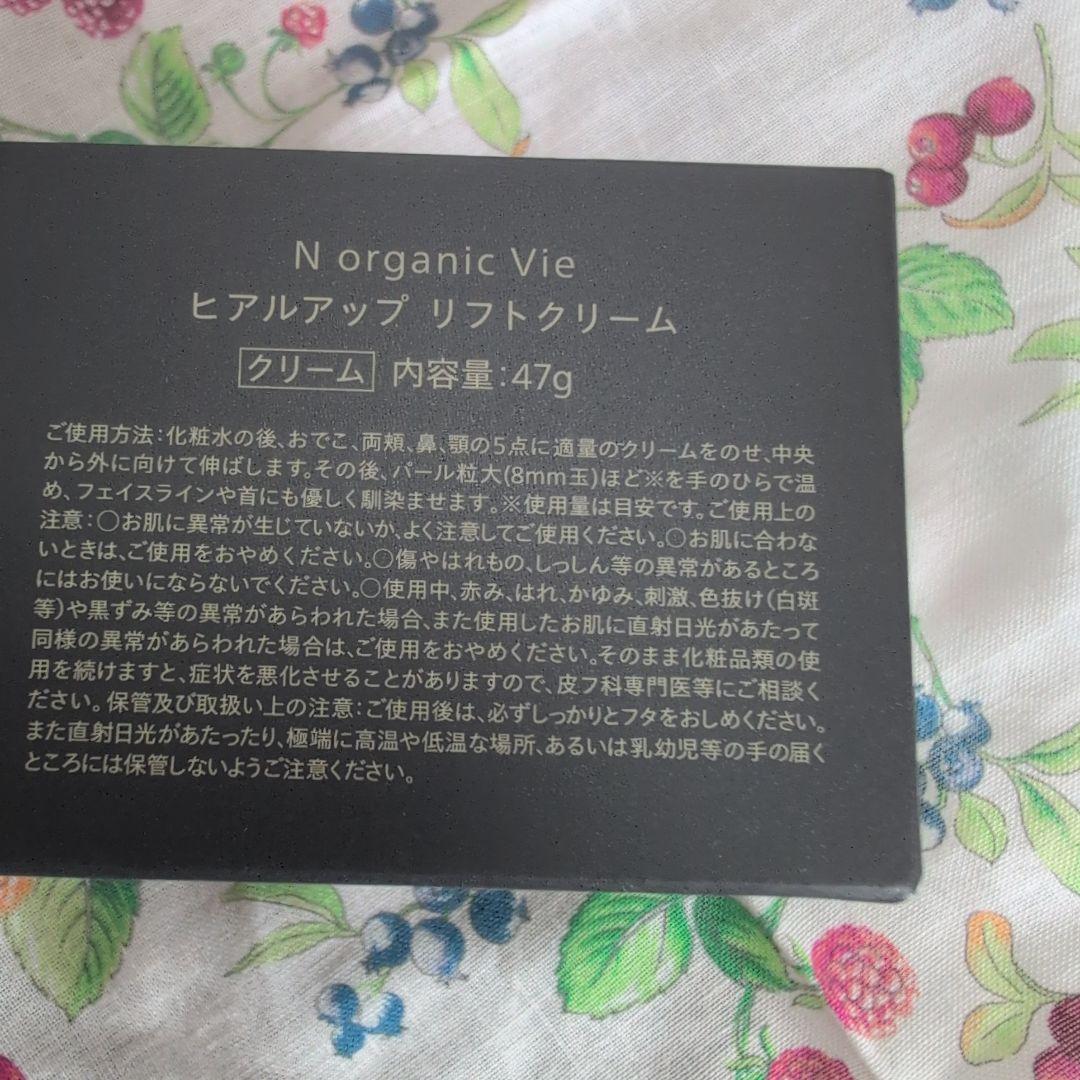 N organic Vie
ヒアルアップ リフトクリーム
クリーム 内容量:47g
ご使用方法:化粧水の後、おでこ、両頬、鼻、顎の5点に適量のクリームをのせ、中央
から外に向けて伸ばします。その後、パール粒大(8mm玉)ほど※を手のひらで温
め、フェイスラインや首にも優しく馴染ませます。※使用量は目安です。ご使用上の
注意:○お肌に異常が生じていないか、よく注意してご使用ください。○お肌に合わな
いときは、ご使用をおやめください。○傷やはれもの、しっしん等の異常があるところ
にはお使いにならないでください。○使用中、赤み、はれ、かゆみ、刺激、色抜け(白斑
等)や黒ずみ等の異常があらわれた場合、また使用したお肌に直射日光があたって
同様の異常があらわれた場合は、ご使用をおやめください。そのまま化粧品類の使
用を続けますと、症状を悪化させることがありますので、皮フ科専門医等にご相談く
ださい。保管及び取扱い上の注意:ご使用後は、必ずしっかりとフタをおしめください。
また直射日光があたったり、極端に高温や低温な場所、あるいは乳幼児等の手の届く
ところには保管しないようご注意ください。